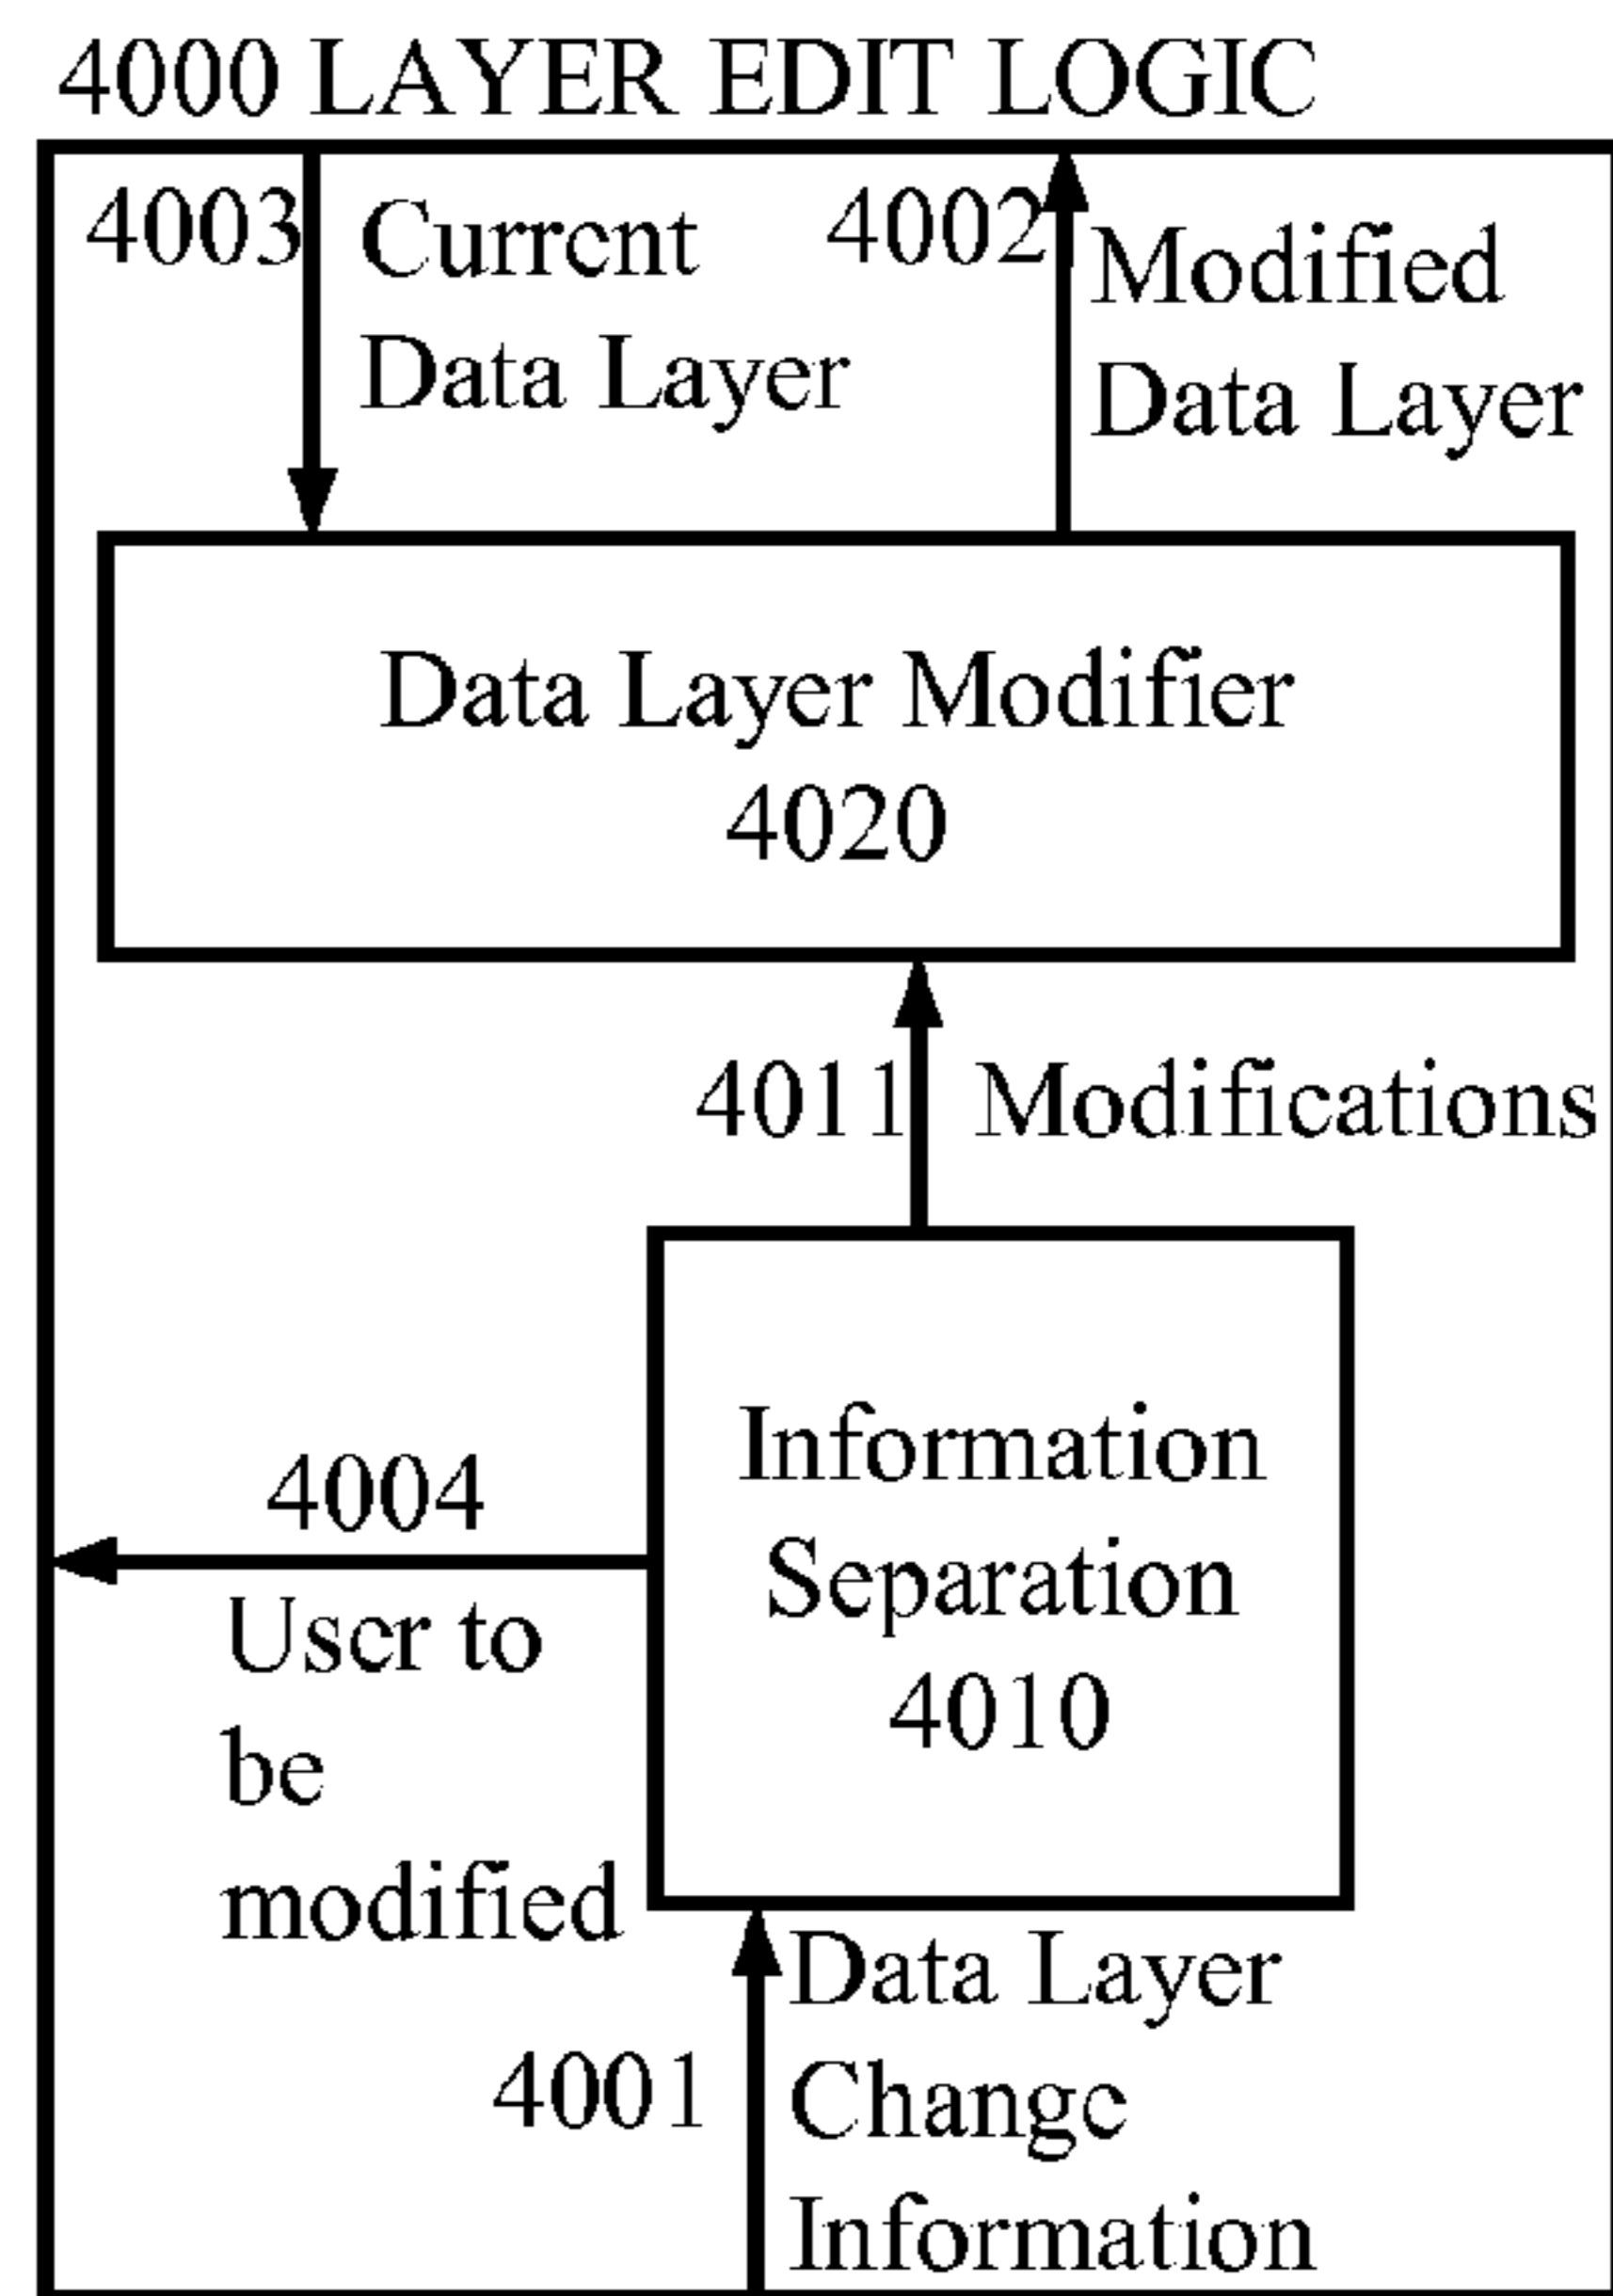 4000 LAYER EDIT LOGIC
4003
Current
Data Layer
4002
Modified
Data Layer
Data Layer Modifier
4020
4011
Modifications
Information
Separation
4010
4004
User to
be
modified
4001
Data Layer
Change
Information